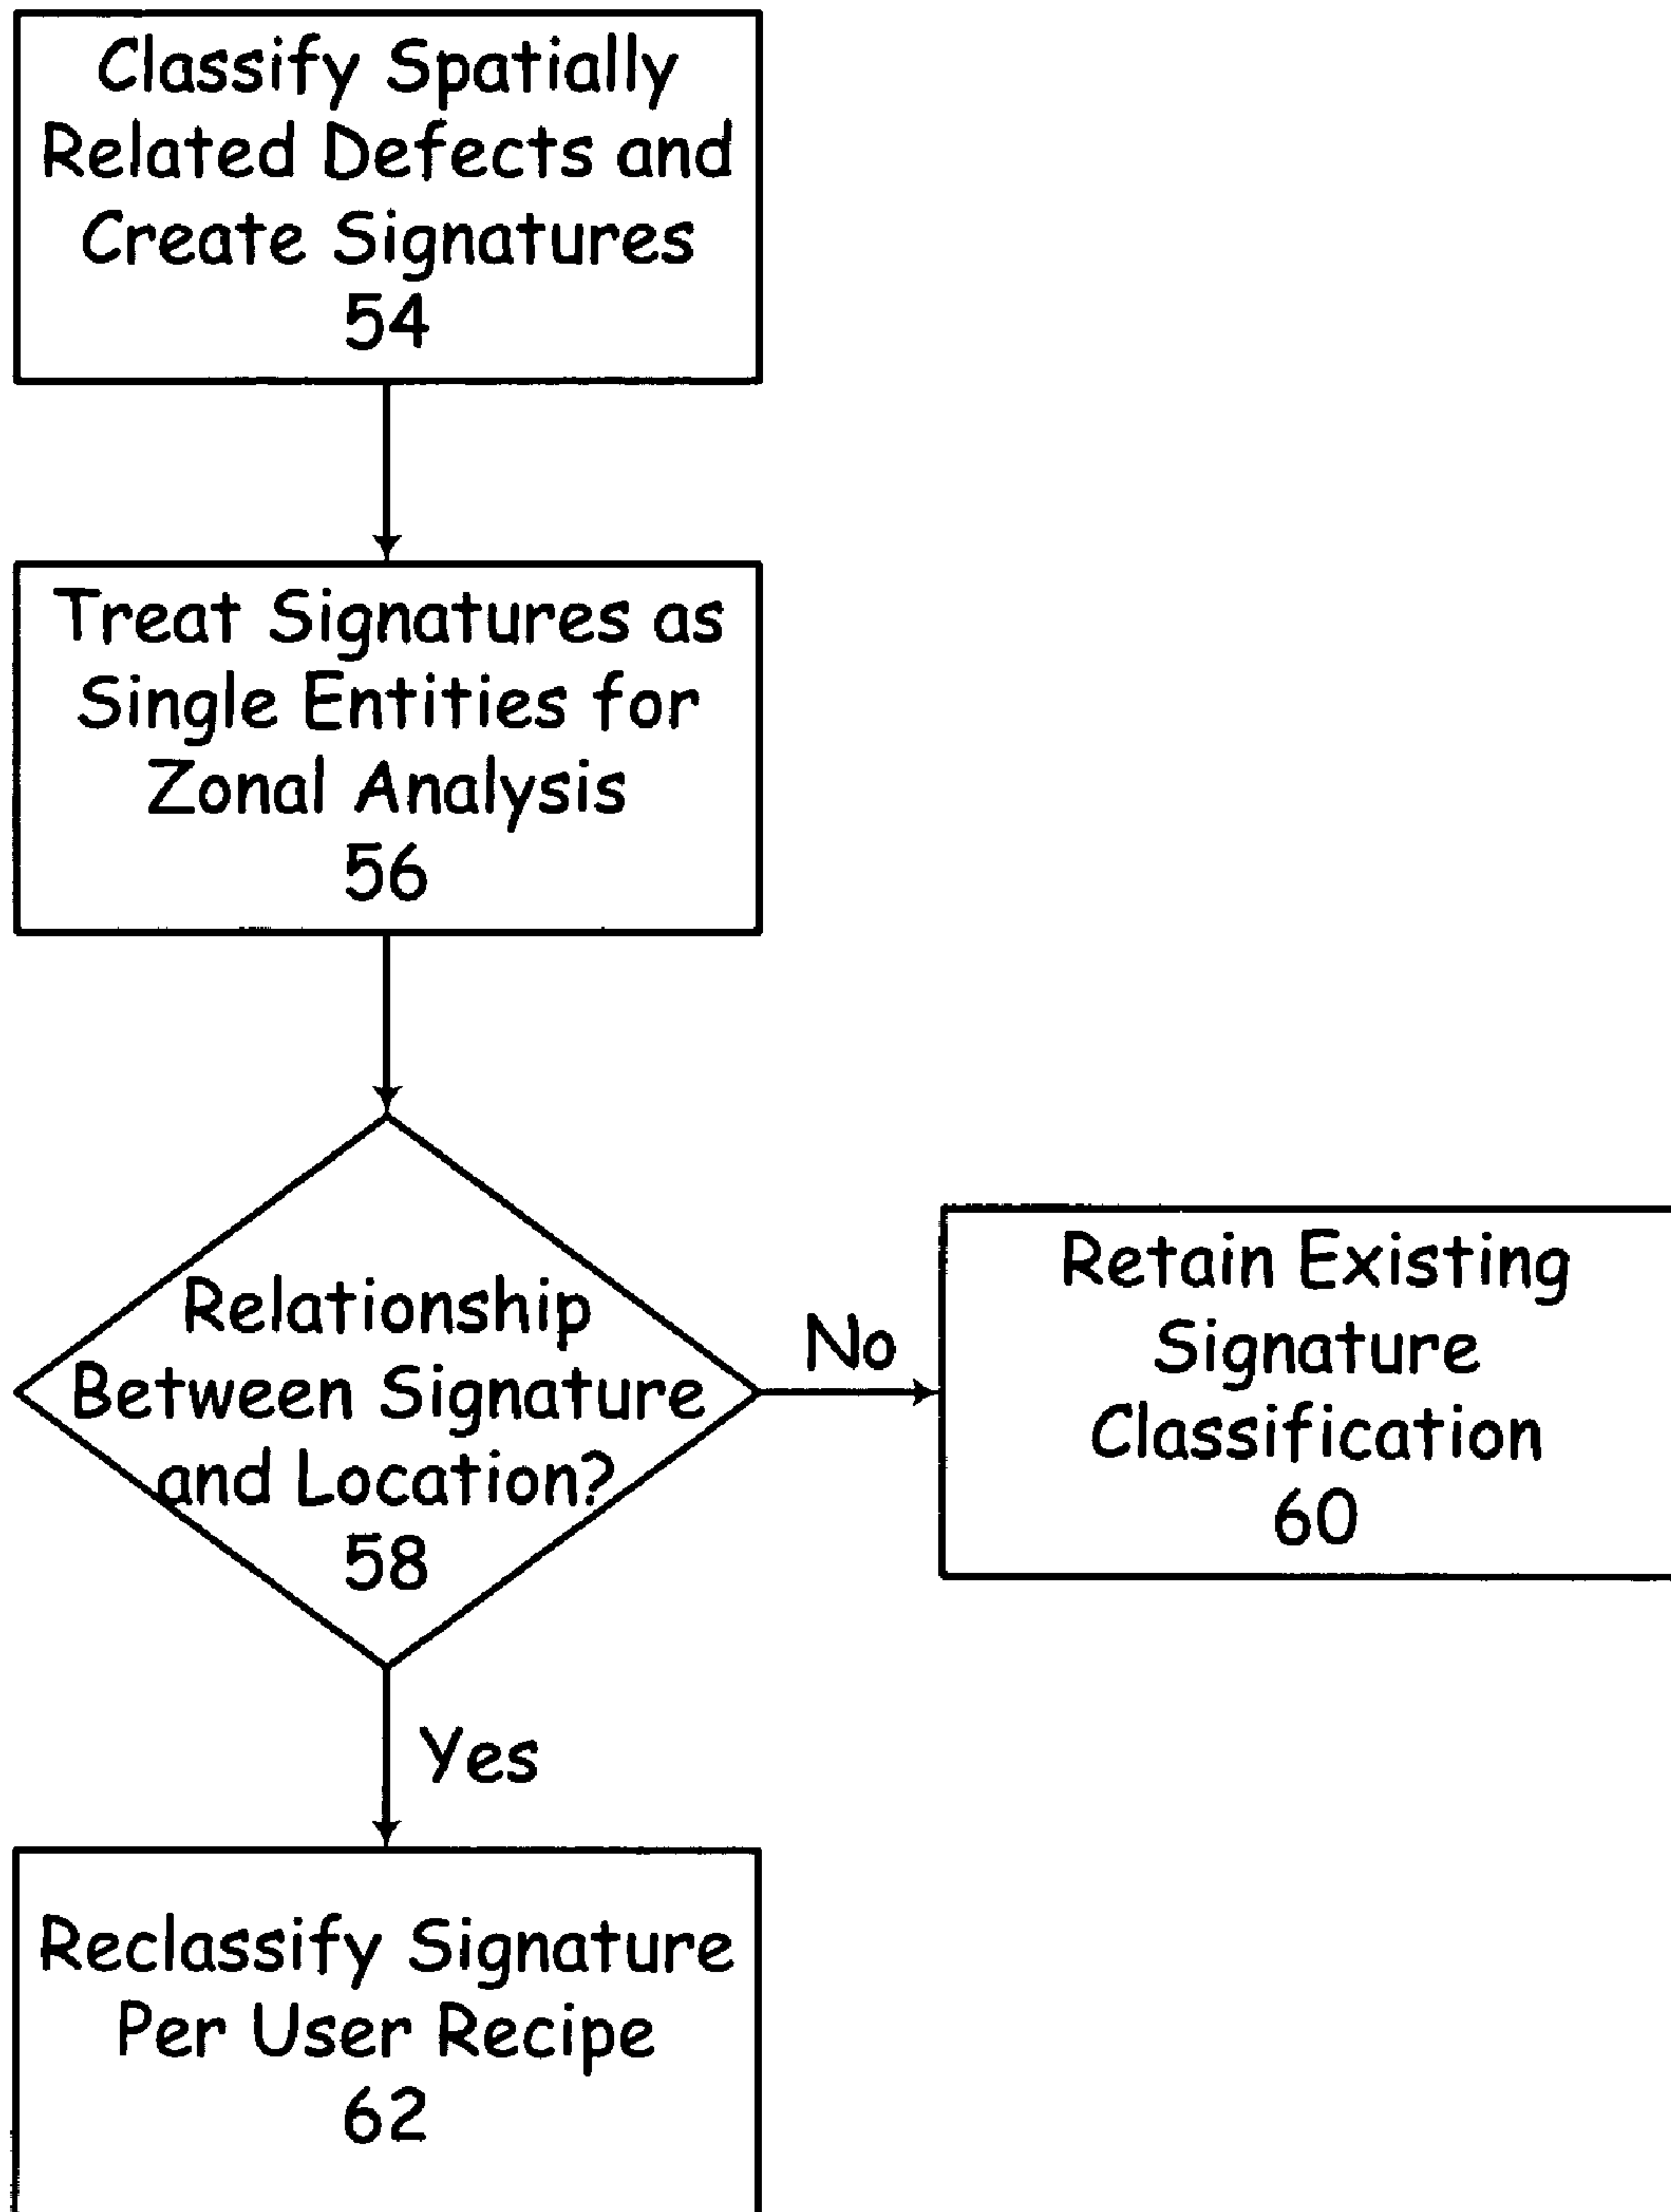 Classify Spatially
Related Defects and
Create Signatures
54
Treat Signatures as
Single Entities for
Zonal Analysis
56
Relationship
Between Signature
and Location?
58
No
Retain Existing
Signature
Classification
60
Yes
Reclassify Signature
Per User Recipe
62